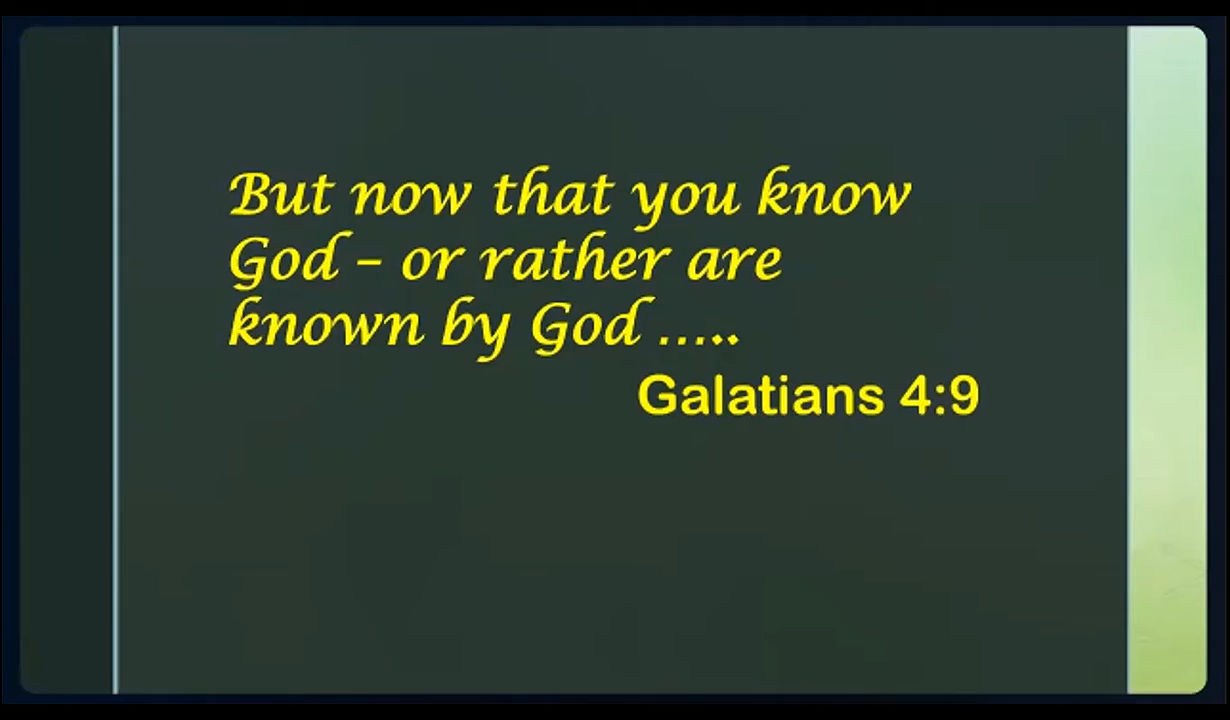 But now that you know
God – or rather are
known by God …..
Galatians 4:9